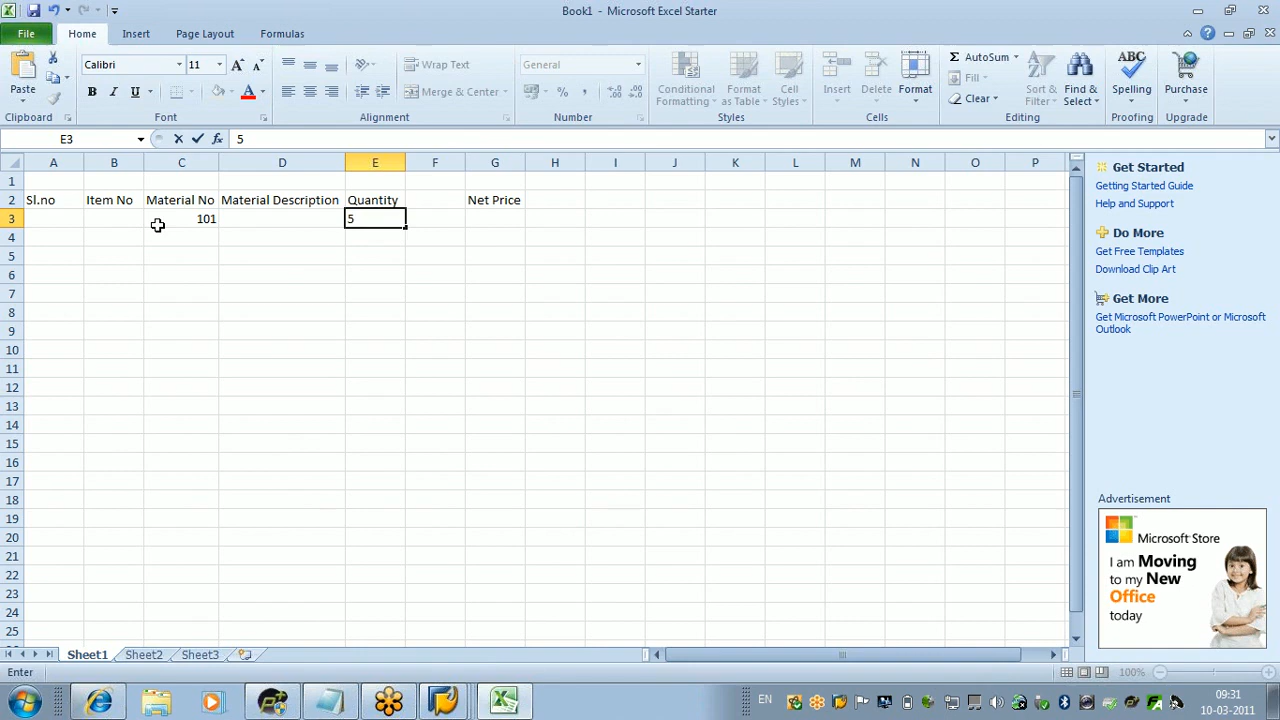 Book1 - Microsoft Excel Starter
File Home Insert Page Layout Formulas
Calibri 11 Wrap Text General AutoSum
Paste Merge & Center Conditional Formatting Format as Table Cell Styles Insert Delete Format Fill Clear Sort & Filter Find & Select Spelling Purchase
Clipboard Font Alignment Number Styles Cells Editing Proofing Upgrade
E3 fx 5
A B C D E F G H I J K L M N O P
1
2 Sl.no Item No Material No Material Description Quantity Net Price
3 101 5
4
5
6
7
8
9
10
11
12
13
14
15
16
17
18
19
20
21
22
23
24
25
Get Started
Getting Started Guide
Help and Support
Do More
Get Free Templates
Download Clip Art
Get More
Get Microsoft PowerPoint or Microsoft
Outlook
Advertisement
Microsoft Store
I am Moving
to my New
Office
today
Sheet1 Sheet2 Sheet3
Enter 100%
EN 09:31
10-03-2011